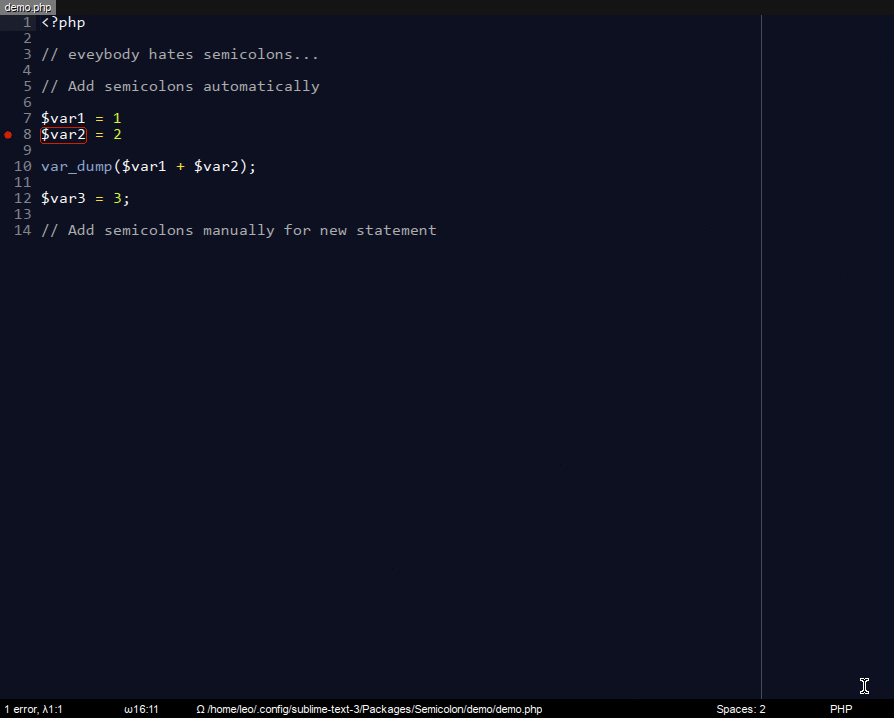 demo.php
1 <?php
2
3 // eveybody hates semicolons...
4
5 // Add semicolons automatically
6
7 $var1 = 1
8 $var2 = 2
9
10 var_dump($var1 + $var2);
11
12 $var3 = 3;
13
14 // Add semicolons manually for new statement
1 error, λ1:1 ω16:11 Ω /home/leo/.config/sublime-text-3/Packages/Semicolon/demo/demo.php Spaces: 2 PHP